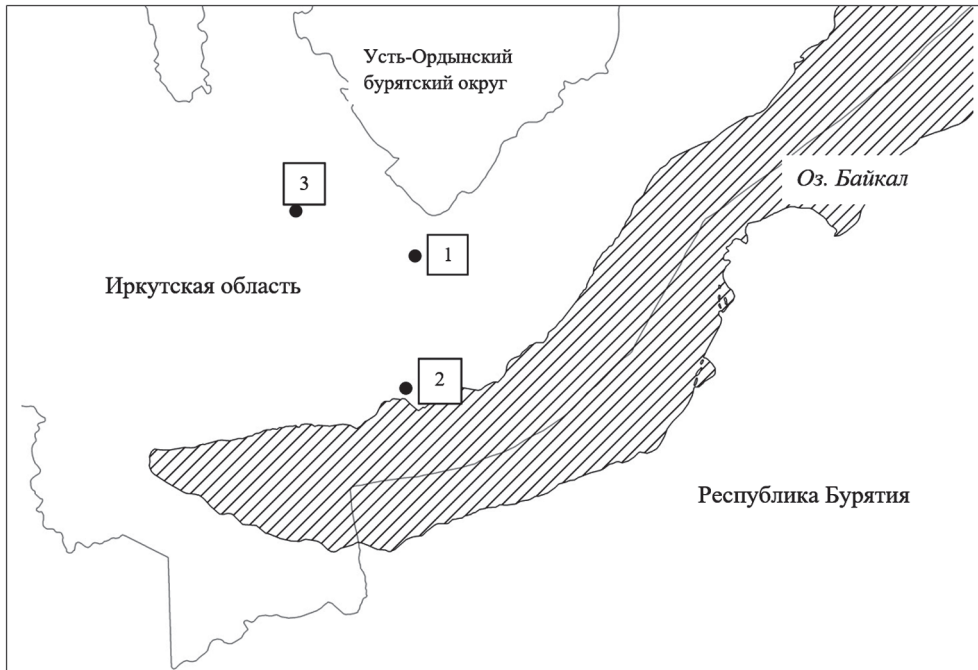 Усть-Ордынский
бурятский округ
Оз. Байкал
3
1
Иркутская область
2
Республика Бурятия